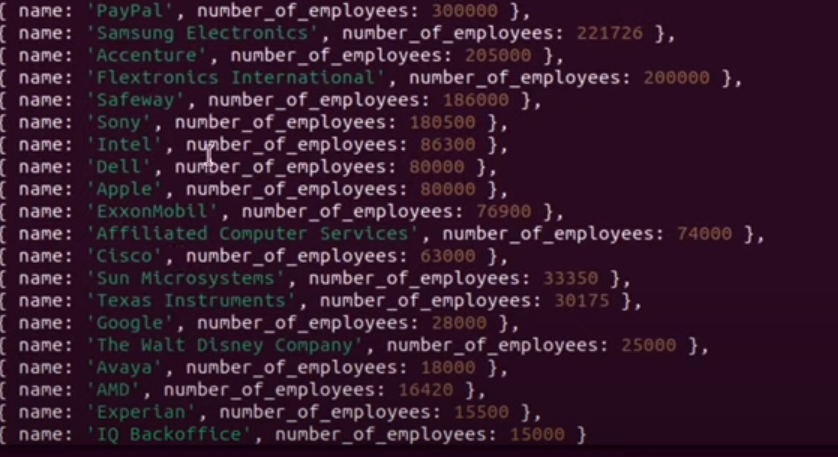 { name: 'PayPal', number_of_employees: 300000 },
{ name: 'Samsung Electronics', number_of_employees: 221726 },
{ name: 'Accenture', number_of_employees: 205000 },
{ name: 'Flextronics International', number_of_employees: 200000 },
{ name: 'Safeway', number_of_employees: 186000 },
{ name: 'Sony', number_of_employees: 180500 },
{ name: 'Intel', number_of_employees: 86300 },
{ name: 'Dell', number_of_employees: 80000 },
{ name: 'Apple', number_of_employees: 80000 },
{ name: 'ExxonMobil', number_of_employees: 76900 },
{ name: 'Affiliated Computer Services', number_of_employees: 74000 },
{ name: 'Cisco', number_of_employees: 63000 },
{ name: 'Sun Microsystems', number_of_employees: 33350 },
{ name: 'Texas Instruments', number_of_employees: 30175 },
{ name: 'Google', number_of_employees: 28000 },
{ name: 'The Walt Disney Company', number_of_employees: 25000 },
{ name: 'Avaya', number_of_employees: 18000 },
{ name: 'AMD', number_of_employees: 16420 },
{ name: 'Experian', number_of_employees: 15500 },
{ name: 'IQ Backoffice', number_of_employees: 15000 }